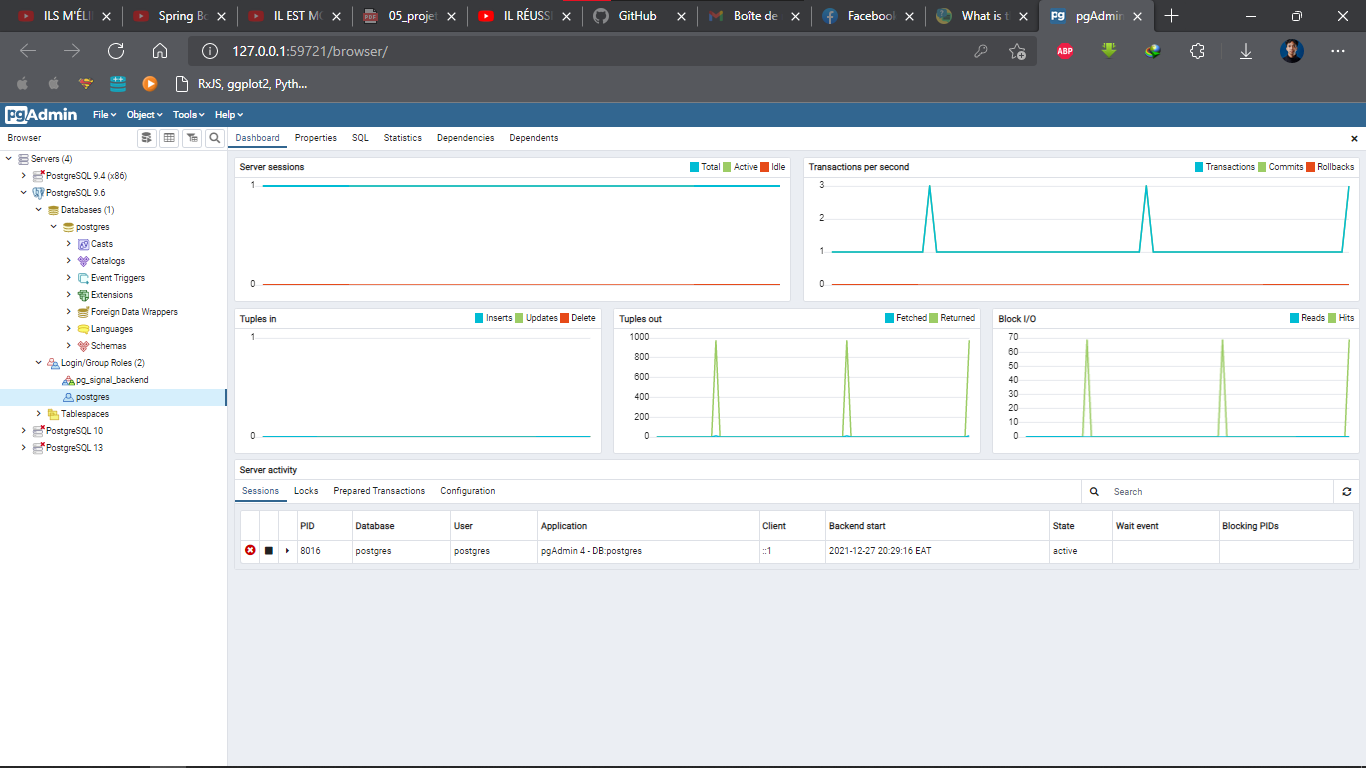 ILS M'ÉLI
Spring Bo
IL EST MO
05_projet
IL RÉUSS
GitHub
Boîte de
Facebook
What is t
pgAdmin
127.0.0.1:59721/browser/
ABP
RxJS, ggplot2, Pyth...
pgAdmin
File
Object
Tools
Help
Browser
Dashboard
Properties
SQL
Statistics
Dependencies
Dependents
Servers (4)
PostgreSQL 9.4 (x86)
PostgreSQL 9.6
Databases (1)
postgres
Casts
Catalogs
Event Triggers
Extensions
Foreign Data Wrappers
Languages
Schemas
Login/Group Roles (2)
pg_signal_backend
postgres
Tablespaces
PostgreSQL 10
PostgreSQL 13
Server sessions
Total
Active
Idle
1
0
Transactions per second
Transactions
Commits
Rollbacks
3
2
1
0
Tuples in
Inserts
Updates
Delete
1
0
Tuples out
Fetched
Returned
1000
800
600
400
200
0
Block I/O
Reads
Hits
70
60
50
40
30
20
10
0
Server activity
Sessions
Locks
Prepared Transactions
Configuration
Search
PID Database User Application Client Backend start State Wait event Blocking PIDs
8016 postgres postgres pgAdmin 4 - DB:postgres ::1 2021-12-27 20:29:16 EAT active